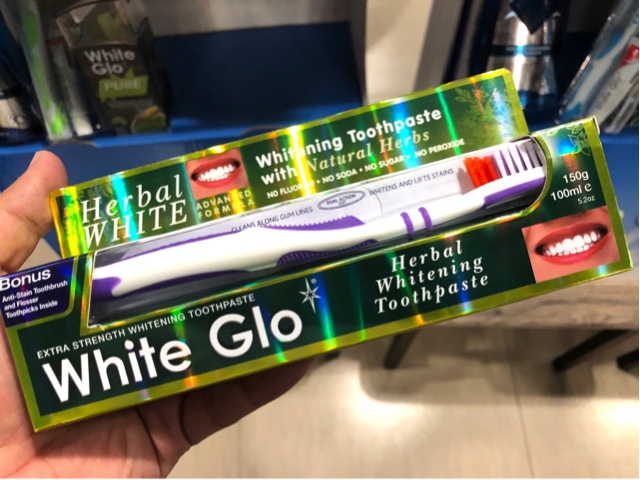 White
Glo
PURE
Whitening Toothpaste
with Natural Herbs
NO SODA • NO SUGAR • NO PEROXIDE
Herbal
WHITE
ADVANCED
FORMULA
CLEANS ALONG GUM LINES
WHITENS AND LIFTS STAINS
150g
100ml e
5.2oz
Bonus
Anti-Stain Toothbrush
and Flosser
Toothpicks Inside
Herbal
Whitening
Toothpaste
EXTRA STRENGTH WHITENING TOOTHPASTE
White Glo